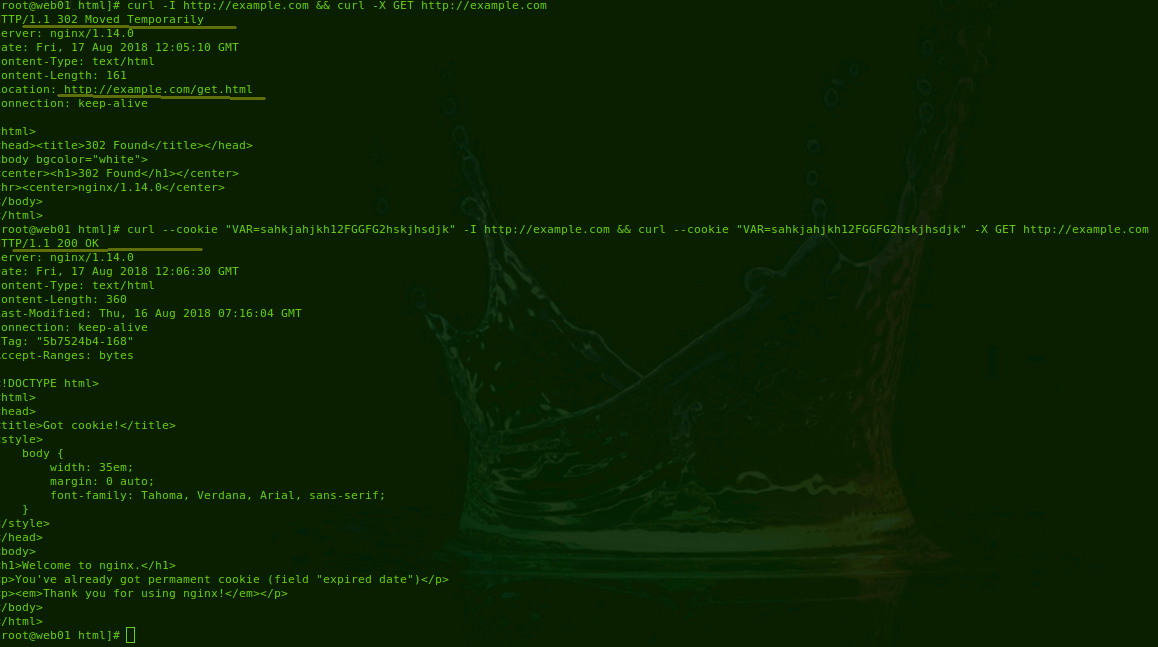 root@web01 html]# curl -I http://example.com && curl -X GET http://example.com
TTP/1.1 302 Moved Temporarily
erver: nginx/1.14.0
ate: Fri, 17 Aug 2018 12:05:10 GMT
ontent-Type: text/html
ontent-Length: 161
ocation: http://example.com/get.html
onnection: keep-alive
html>
head><title>302 Found</title></head>
body bgcolor="white">
center><h1>302 Found</h1></center>
hr><center>nginx/1.14.0</center>
/body>
/html>
root@web01 html]# curl --cookie "VAR=sahkjahjkh12FGGFG2hskjhsdjk" -I http://example.com && curl --cookie "VAR=sahkjahjkh12FGGFG2hskjhsdjk" -X GET http://example.com
TTP/1.1 200 OK
erver: nginx/1.14.0
ate: Fri, 17 Aug 2018 12:06:30 GMT
ontent-Type: text/html
ontent-Length: 360
ast-Modified: Thu, 16 Aug 2018 07:16:04 GMT
onnection: keep-alive
Tag: "5b7524b4-168"
ccept-Ranges: bytes
!DOCTYPE html>
html>
head>
title>Got cookie!</title>
style>
body {
width: 35em;
margin: 0 auto;
font-family: Tahoma, Verdana, Arial, sans-serif;
}
/style>
/head>
body>
h1>Welcome to nginx.</h1>
p>You've already got permament cookie (field "expired date")</p>
p><em>Thank you for using nginx!</em></p>
/body>
/html>
root@web01 html]#